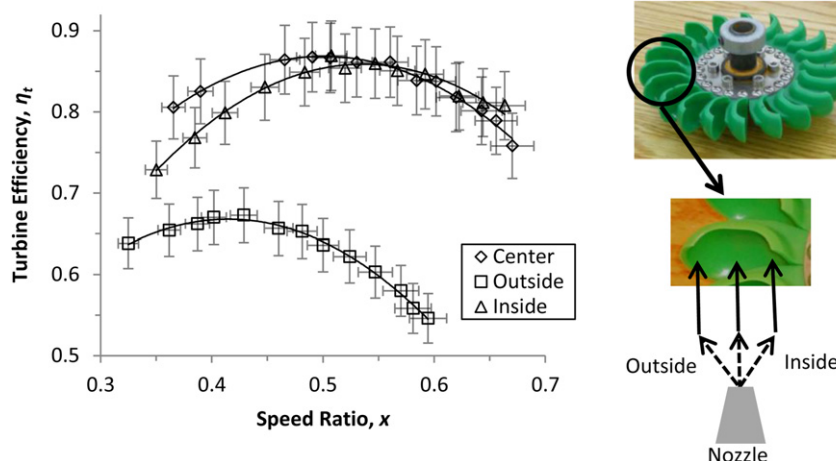 0.9
0.8
0.7
0.6
0.5
Turbine Efficiency, ηt
0.3 0.4 0.5 0.6 0.7
Speed Ratio, x
Center
Outside
Inside
Outside
Inside
Nozzle